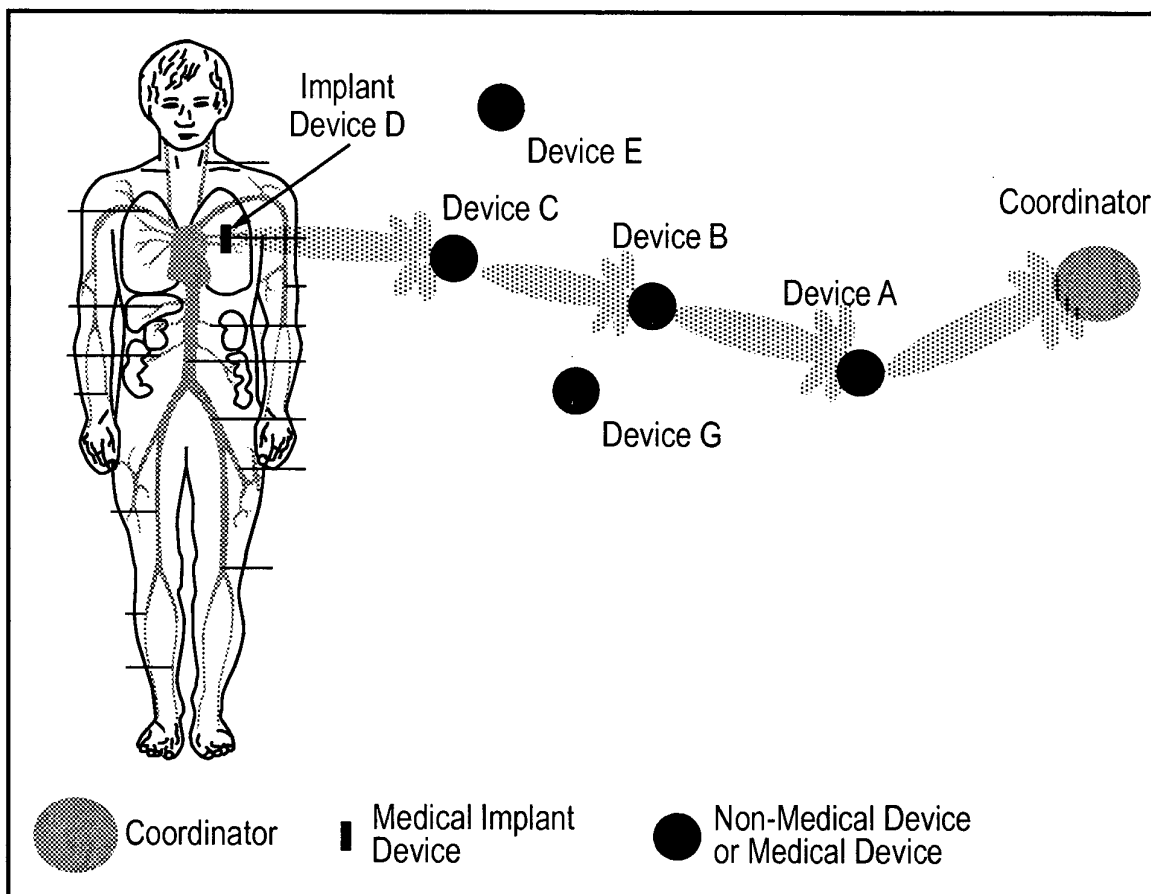 Implant
Device D
Device E
Device C
Device B
Device A
Coordinator
Device G
Coordinator
Medical Implant
Device
Non-Medical Device
or Medical Device